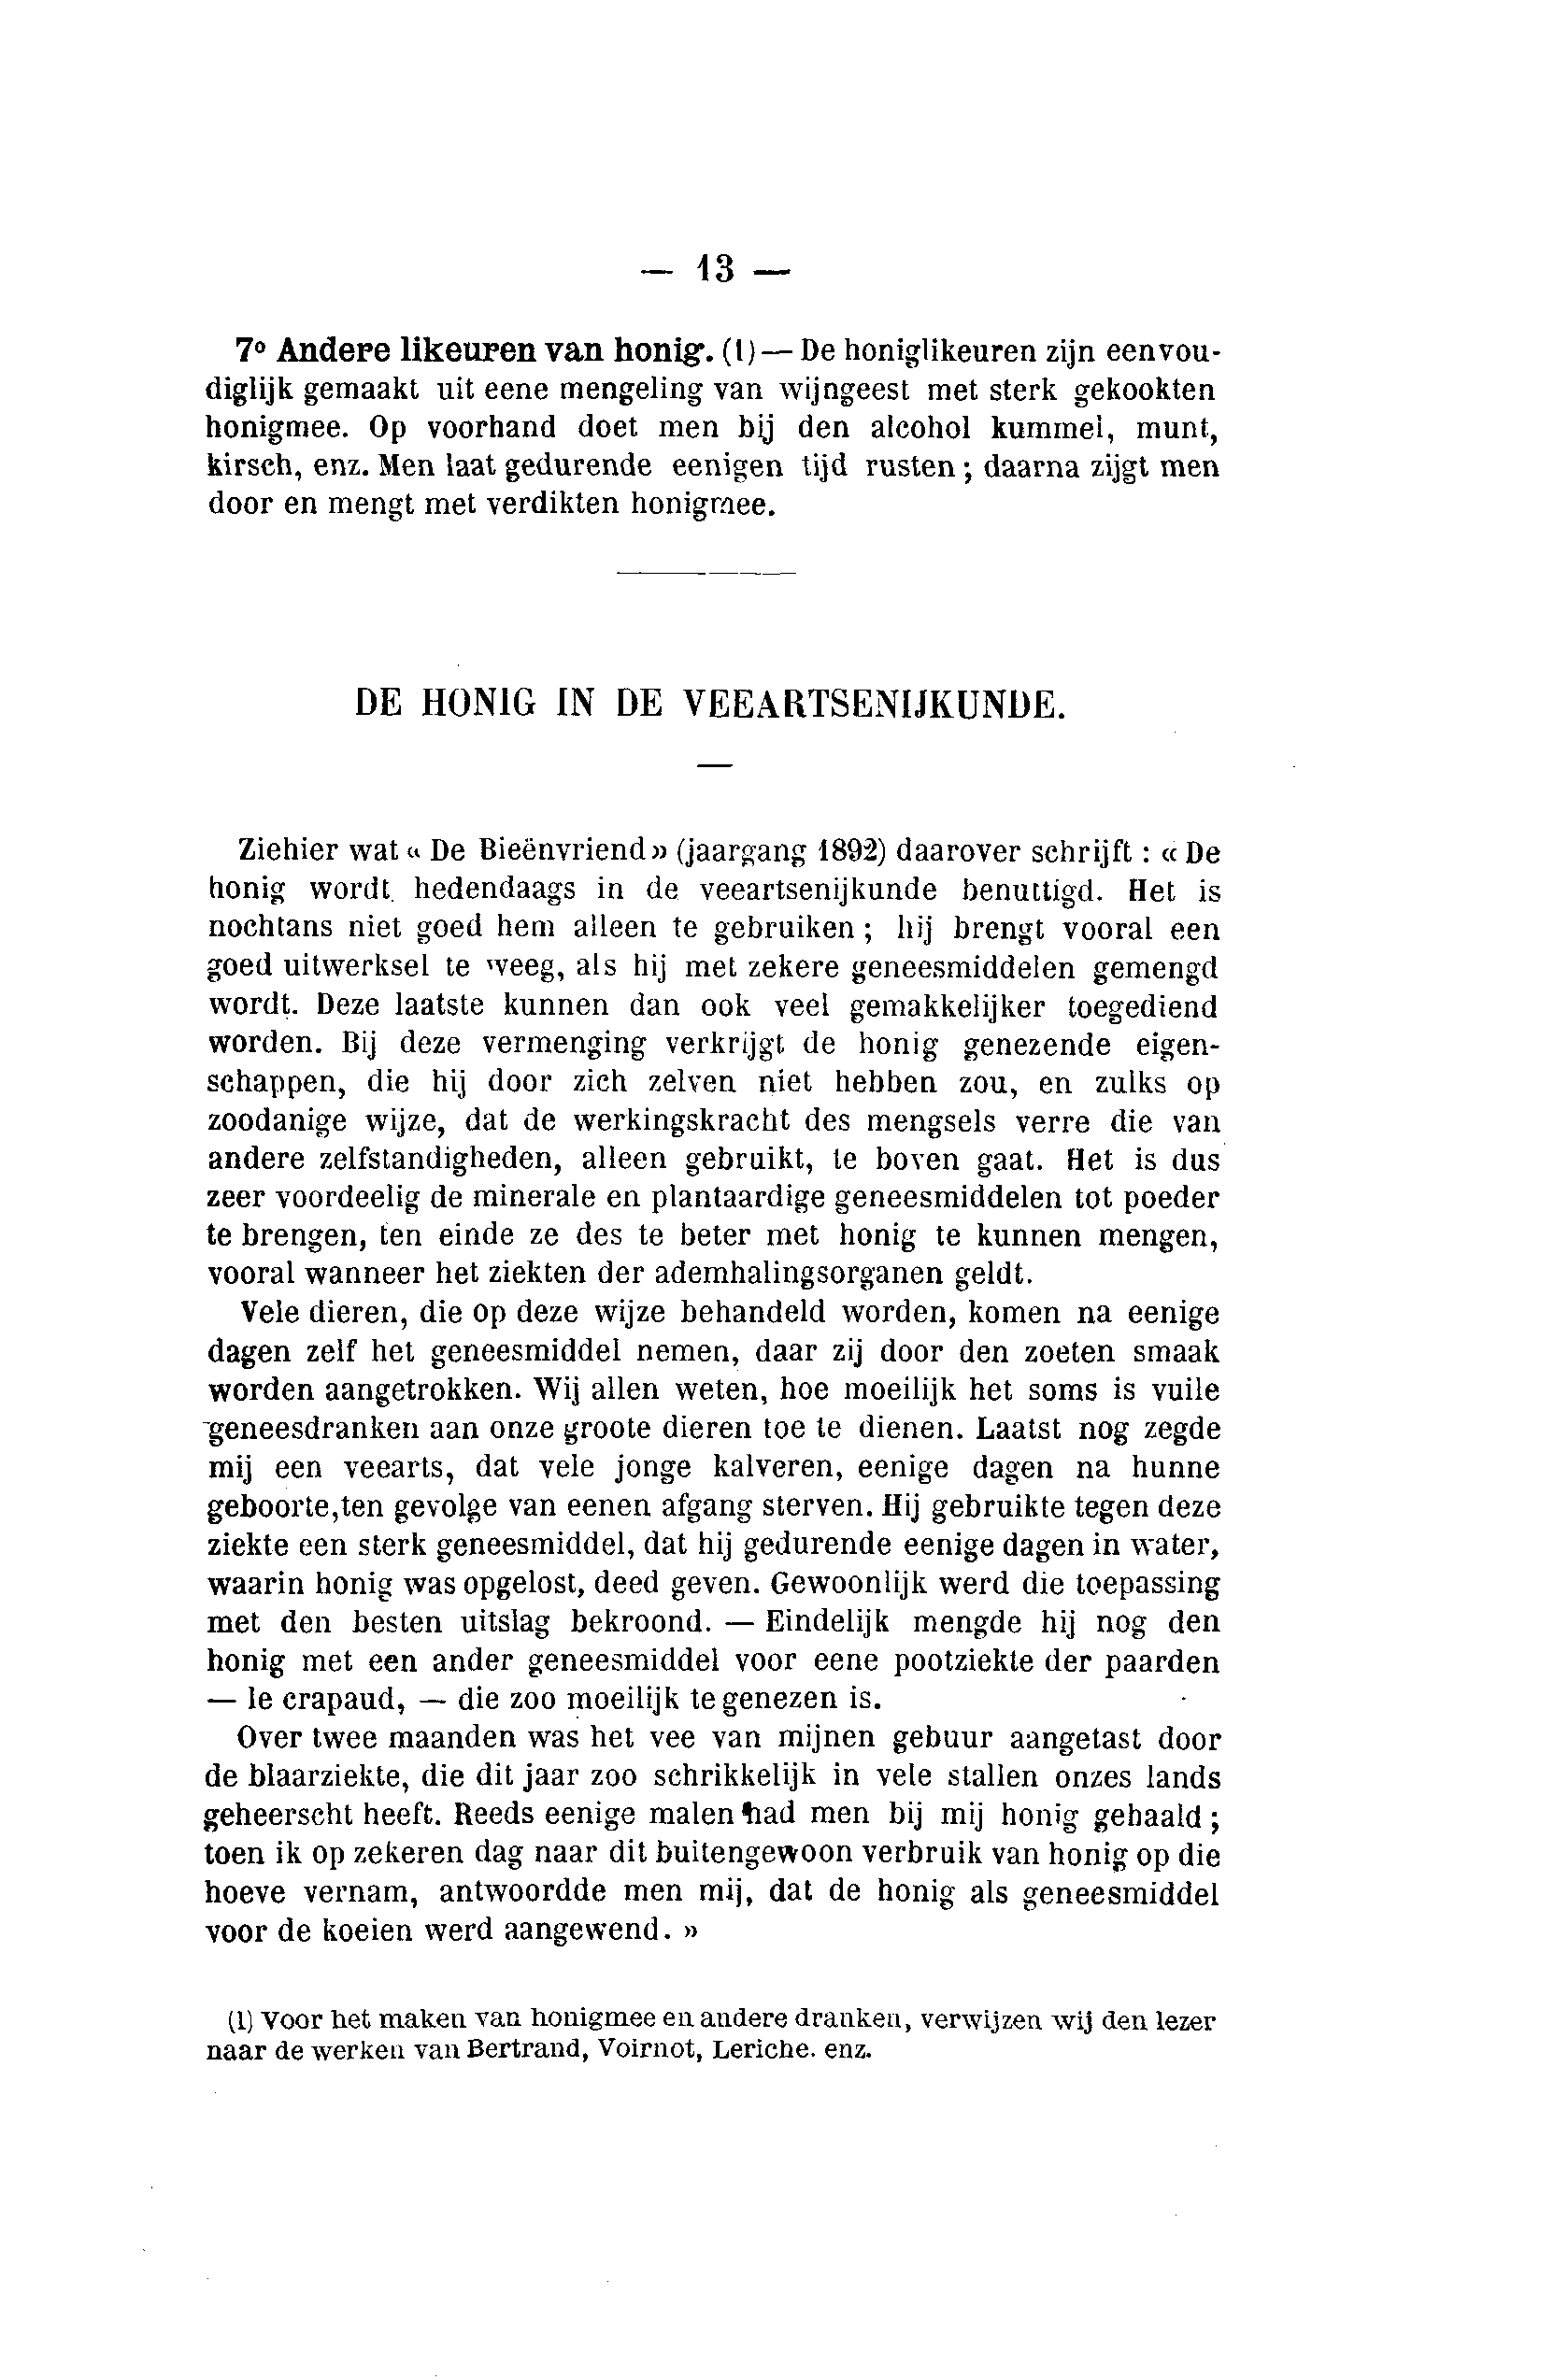 — 13 —
7º Andere likeuren van honig. (1) — De honiglikeuren zijn eenvou-
diglijk gemaakt uit eene mengeling van wijngeest met sterk gekookten
honigmee. Op voorhand doet men bij den alcohol kummel, munt,
kirsch, enz. Men laat gedurende eenigen tijd rusten ; daarna zijgt men
door en mengt met verdikten honigmee.
DE HONIG IN DE VEEARTSENIJKUNDE.
—
Ziehier wat « De Bieënvriend » (jaargang 1892) daarover schrijft : « De
honig wordt hedendaags in de veeartsenijkunde benuttigd. Het is
nochtans niet goed hem alleen te gebruiken ; hij brengt vooral een
goed uitwerksel te weeg, als hij met zekere geneesmiddelen gemengd
wordt. Deze laatste kunnen dan ook veel gemakkelijker toegediend
worden. Bij deze vermenging verkrijgt de honig genezende eigen-
schappen, die hij door zich zelven niet hebben zou, en zulks op
zoodanige wijze, dat de werkingskracht des mengsels verre die van
andere zelfstandigheden, alleen gebruikt, te boven gaat. Het is dus
zeer voordeelig de minerale en plantaardige geneesmiddelen tot poeder
te brengen, ten einde ze des te beter met honig te kunnen mengen,
vooral wanneer het ziekten der ademhalingsorganen geldt.
Vele dieren, die op deze wijze behandeld worden, komen na eenige
dagen zelf het geneesmiddel nemen, daar zij door den zoeten smaak
worden aangetrokken. Wij allen weten, hoe moeilijk het soms is vuile
geneesdranken aan onze groote dieren toe te dienen. Laatst nog zegde
mij een veearts, dat vele jonge kalveren, eenige dagen na hunne
geboorte,ten gevolge van eenen afgang sterven. Hij gebruikte tegen deze
ziekte een sterk geneesmiddel, dat hij gedurende eenige dagen in water,
waarin honig was opgelost, deed geven. Gewoonlijk werd die toepassing
met den besten uitslag bekroond. — Eindelijk mengde hij nog den
honig met een ander geneesmiddel voor eene pootziekte der paarden
— le crapaud, — die zoo moeilijk te genezen is.
Over twee maanden was het vee van mijnen gebuur aangetast door
de blaarziekte, die dit jaar zoo schrikkelijk in vele stallen onzes lands
geheerscht heeft. Reeds eenige malen had men bij mij honig gehaald ;
toen ik op zekeren dag naar dit buitengewoon verbruik van honig op die
hoeve vernam, antwoordde men mij, dat de honig als geneesmiddel
voor de koeien werd aangewend. »
(1) Voor het maken van honigmee en andere dranken, verwijzen wij den lezer
naar de werken van Bertrand, Voirnot, Leriche. enz.